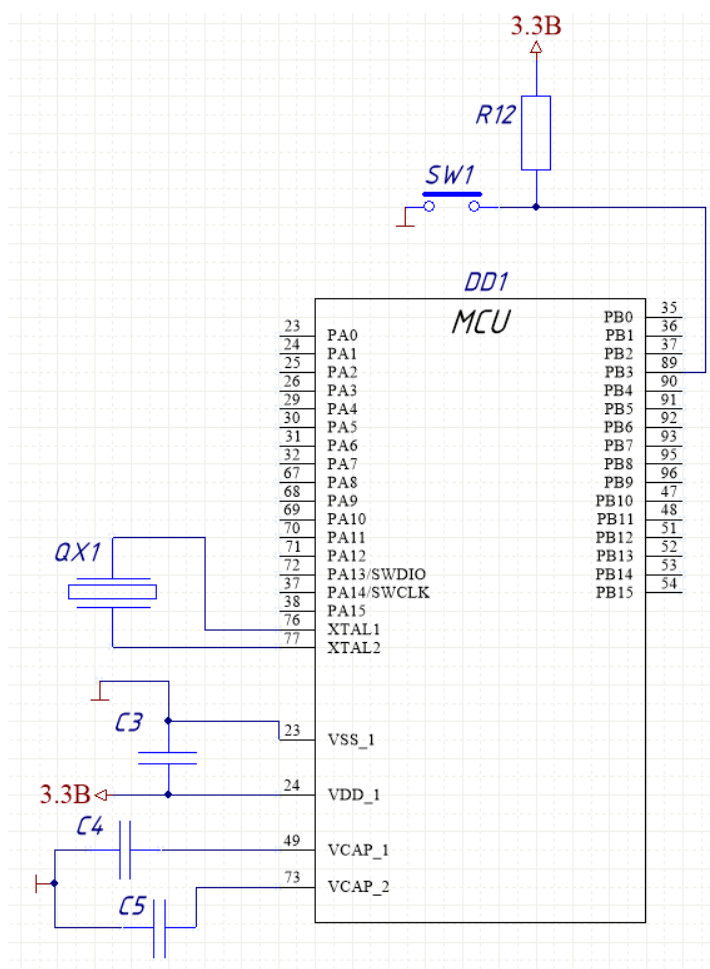 3.3В
R12
SW1
DD1
MCU
23 PA0
24 PA1
25 PA2
26 PA3
29 PA4
30 PA5
31 PA6
32 PA7
67 PA8
68 PA9
69 PA10
70 PA11
71 PA12
72 PA13/SWDIO
37 PA14/SWCLK
38 PA15
76 XTAL1
77 XTAL2
PB0 35
PB1 36
PB2 37
PB3 89
PB4 90
PB5 91
PB6 92
PB7 93
PB8 95
PB9 96
PB10 47
PB11 48
PB12 51
PB13 52
PB14 53
PB15 54
QX1
C3
23 VSS_1
3.3В
24 VDD_1
C4
49 VCAP_1
C5
73 VCAP_2